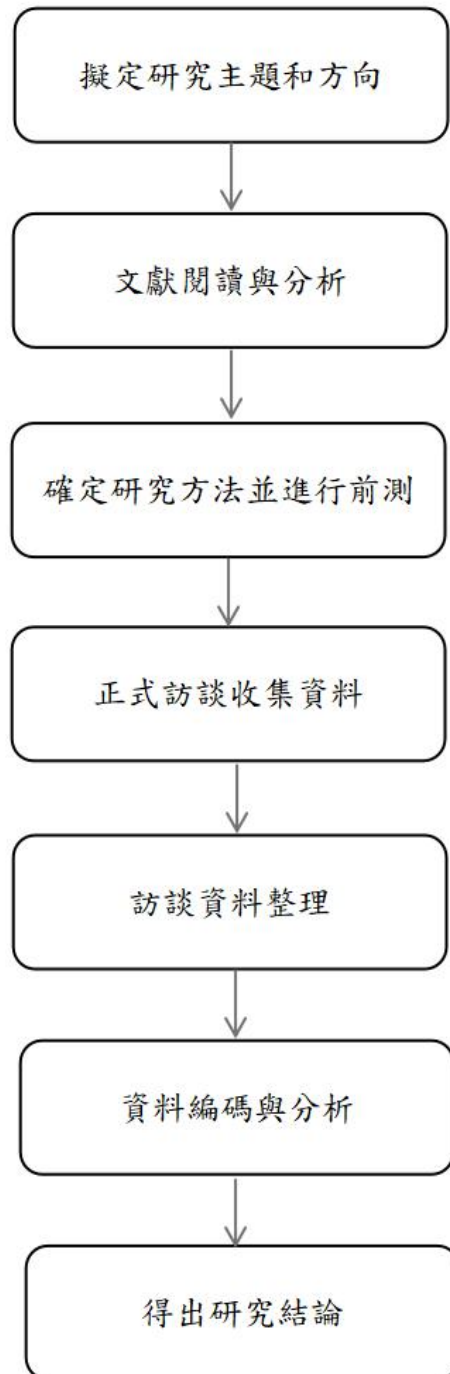 擬定研究主題和方向
文獻閱讀與分析
確定研究方法並進行前測
正式訪談收集資料
訪談資料整理
資料編碼與分析
得出研究結論